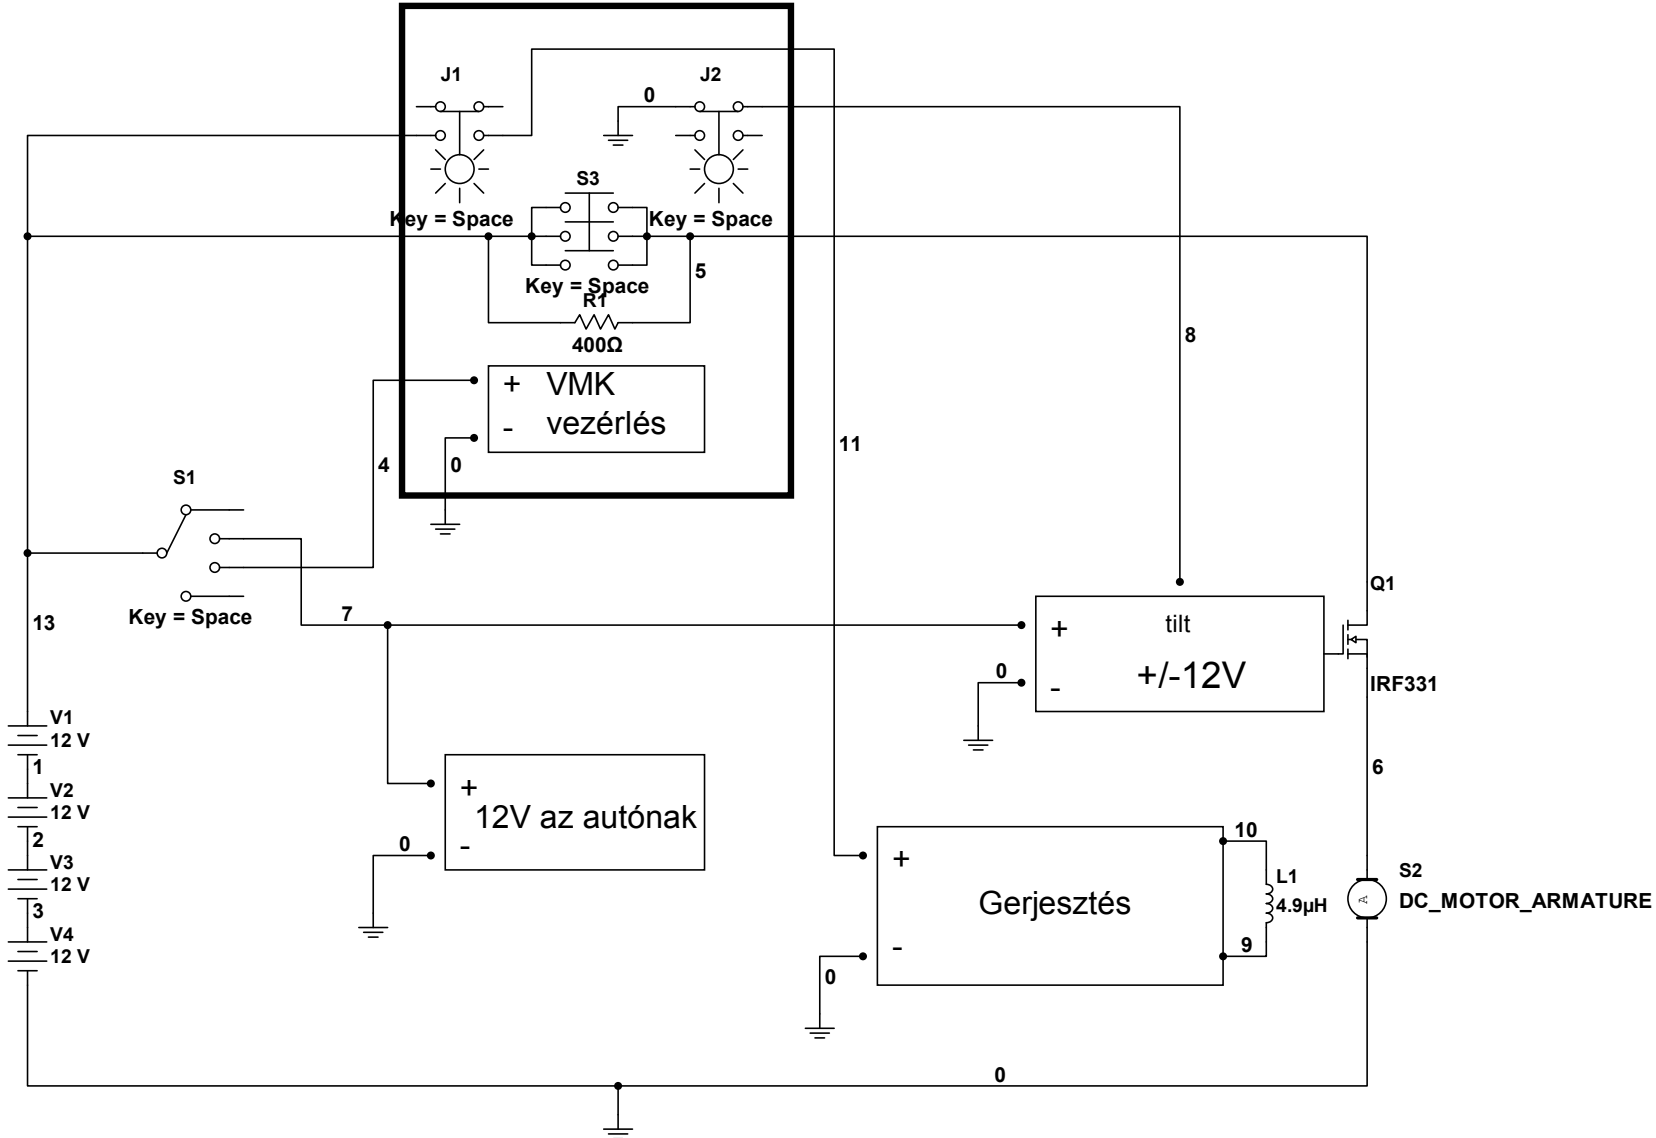 J1
J2
0
S3
Key = Space
Key = Space
5
Key = Space
R1
400Ω
8
+ VMK
- vezérlés
11
4
0
S1
Q1
Key = Space
7
13
+ tilt
0
- +/-12V
IRF331
V1
12 V
1
6
V2
12 V
+
12V az autónak
-
0
2
10
V3
12 V
+
L1
4.9µH
S2
A
DC_MOTOR_ARMATURE
Gerjesztés
3
V4
12 V
-
9
0
0